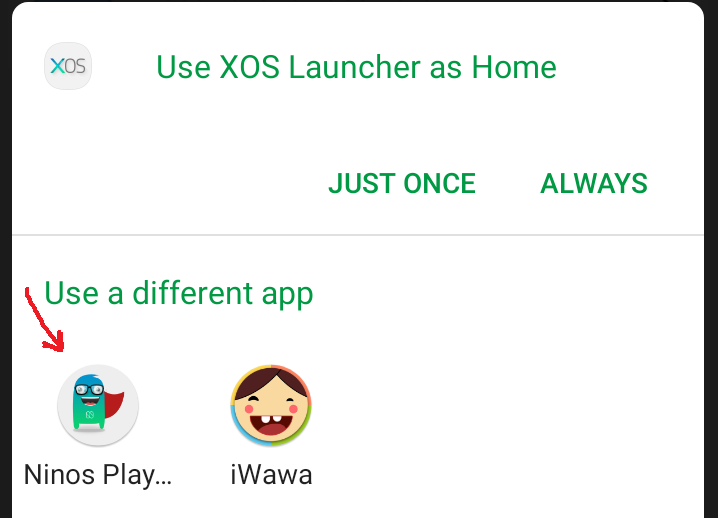 XOS
Use XOS Launcher as Home
JUST ONCE
ALWAYS
Use a different app
Ninos Play...
iWawa